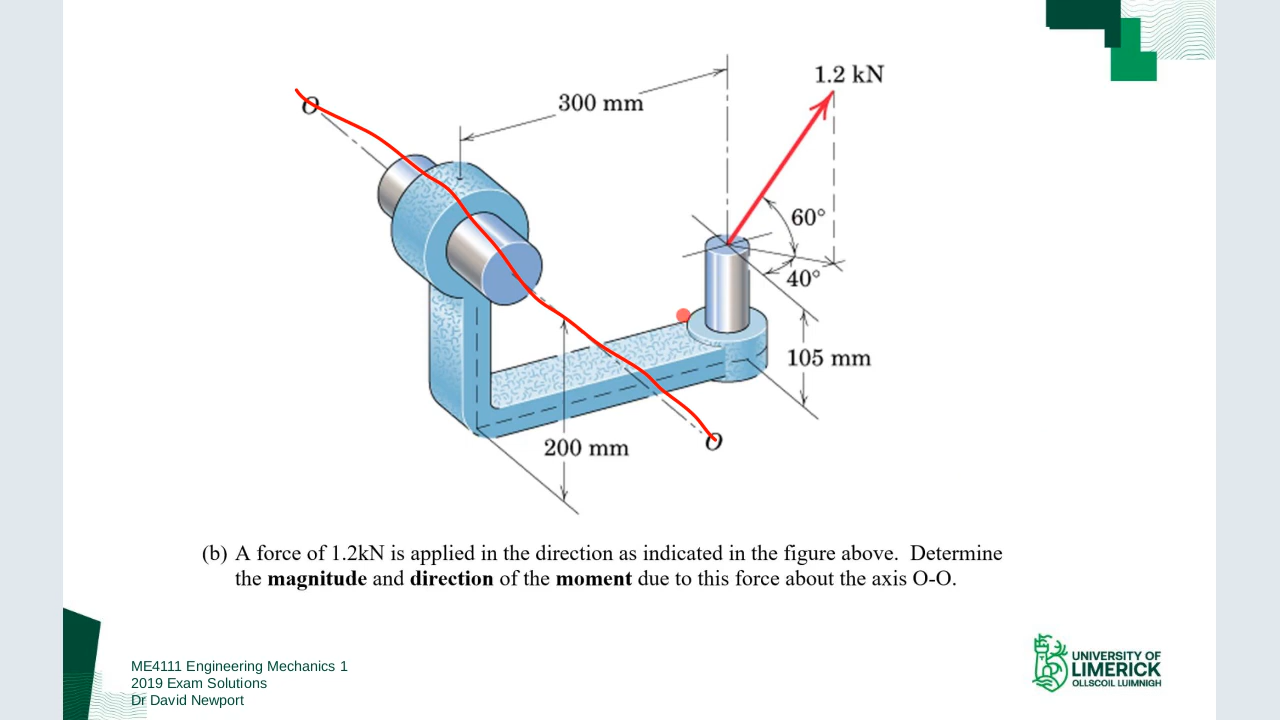 1.2 kN
300 mm
O
60°
40°
105 mm
O
200 mm
(b) A force of 1.2kN is applied in the direction as indicated in the figure above. Determine
the magnitude and direction of the moment due to this force about the axis O-O.
ME4111 Engineering Mechanics 1
2019 Exam Solutions
Dr David Newport
UNIVERSITY OF
LIMERICK
OLLSCOIL LUIMNIGH